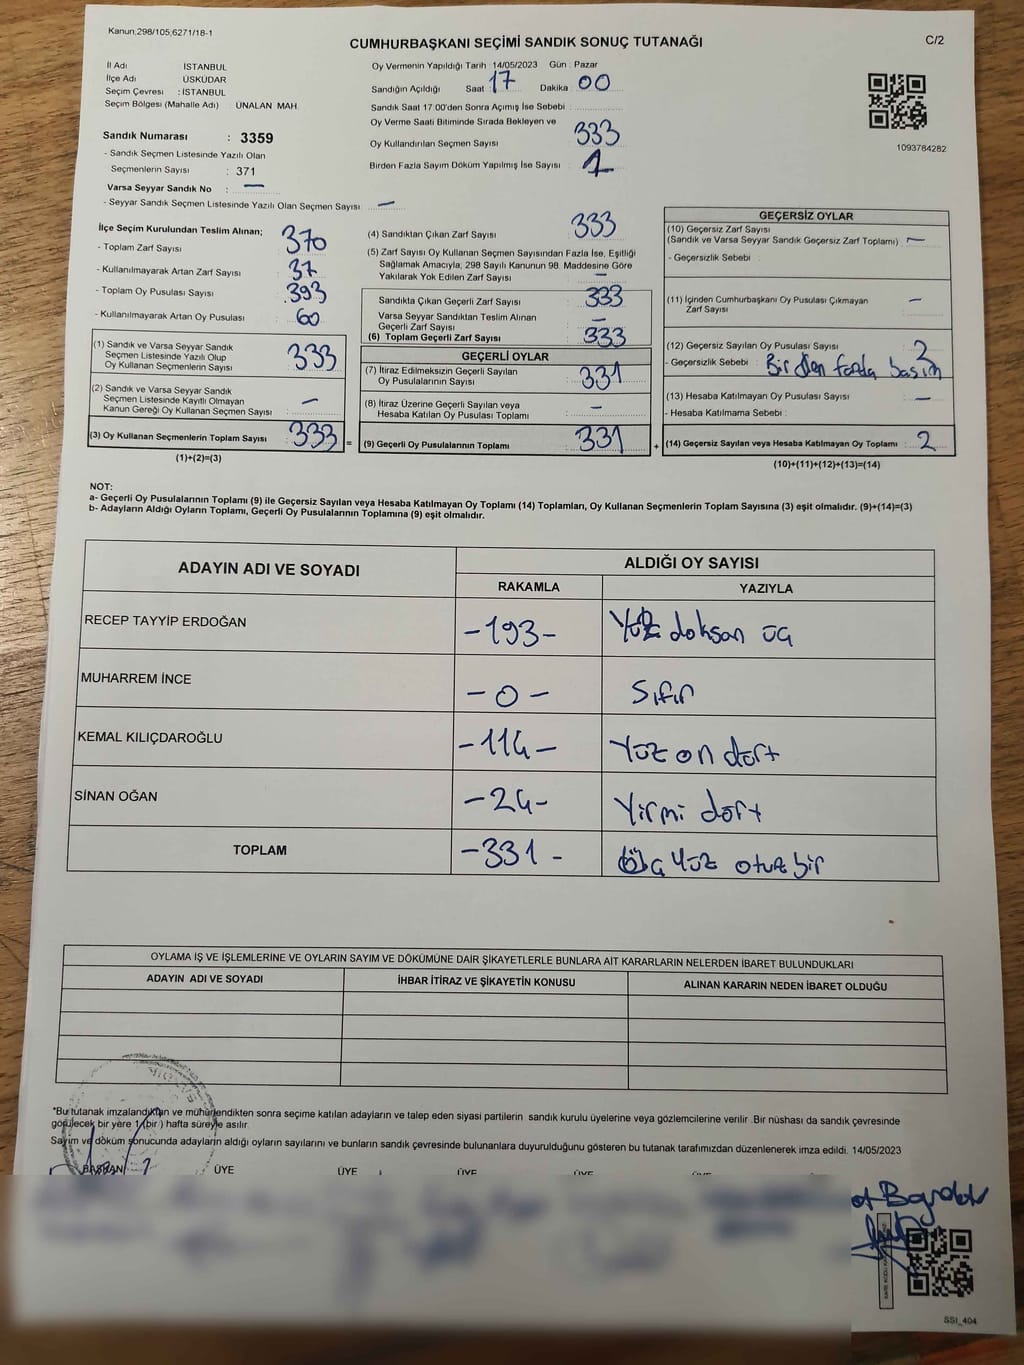 Kanun;298/105,6271/18-1
C/2
CUMHURBAŞKANI SEÇİMİ SANDIK SONUÇ TUTANAĞI
İl Adı İSTANBUL
İlçe Adı ÜSKÜDAR
Seçim Çevresi : İSTANBUL
Seçim Bölgesi (Mahalle Adı) : ÜNALAN MAH.
Sandık Numarası : 3359
- Sandık Seçmen Listesinde Yazılı Olan
Seçmenlerin Sayısı : 371
Varsa Seyyar Sandık No : —
- Seyyar Sandık Seçmen Listesinde Yazılı Olan Seçmen Sayısı : —
Oy Vermenin Yapıldığı Tarih : 14/05/2023 Gün : Pazar
Sandığın Açıldığı Saat : 17 Dakika : 00
Sandık Saat 17:00'den Sonra Açımış İse Sebebi :
Oy Verme Saati Bitiminde Sırada Bekleyen ve
Oy Kullandırılan Seçmen Sayısı : 333
Birden Fazla Sayım Döküm Yapılmış İse Sayısı : 1
1093784282
İlçe Seçim Kurulundan Teslim Alınan;
- Toplam Zarf Sayısı : 370
- Kullanılmayarak Artan Zarf Sayısı : 37
- Toplam Oy Pusulası Sayısı : 393
- Kullanılmayarak Artan Oy Pusulası : 60
(1) Sandık ve Varsa Seyyar Sandık
Seçmen Listesinde Yazılı Olup
Oy Kullanan Seçmenlerin Sayısı : 333
(2) Sandık ve Varsa Seyyar Sandık
Seçmen Listesinde Kayıtlı Olmayan
Kanun Gereği Oy Kullanan Seçmen Sayısı : —
(3) Oy Kullanan Seçmenlerin Toplam Sayısı : 333
(1)+(2)=(3)
=
(4) Sandıktan Çıkan Zarf Sayısı : 333
(5) Zarf Sayısı Oy Kullanan Seçmen Sayısından Fazla İse, Eşitliği
Sağlamak Amacıyla, 298 Sayılı Kanunun 98. Maddesine Göre
Yakılarak Yok Edilen Zarf Sayısı : —
Sandıkta Çıkan Geçerli Zarf Sayısı : 333
Varsa Seyyar Sandıktan Teslim Alınan
Geçerli Zarf Sayısı : —
(6) Toplam Geçerli Zarf Sayısı : 333
GEÇERLİ OYLAR
(7) İtiraz Edilmeksizin Geçerli Sayılan
Oy Pusulalarının Sayısı : 331
(8) İtiraz Üzerine Geçerli Sayılan veya
Hesaba Katılan Oy Pusulası Toplamı : —
(9) Geçerli Oy Pusulalarının Toplamı : 331
+
GEÇERSİZ OYLAR
(10) Geçersiz Zarf Sayısı
(Sandık ve Varsa Seyyar Sandık Geçersiz Zarf Toplamı) : —
- Geçersizlik Sebebi :
(11) İçinden Cumhurbaşkanı Oy Pusulası Çıkmayan
Zarf Sayısı : —
(12) Geçersiz Sayılan Oy Pusulası Sayısı : 2
- Geçersizlik Sebebi : Birden fazla basım
(13) Hesaba Katılmayan Oy Pusulası Sayısı : —
- Hesaba Katılmama Sebebi :
(14) Geçersiz Sayılan veya Hesaba Katılmayan Oy Toplamı : 2
(10)+(11)+(12)+(13)=(14)
NOT:
a- Geçerli Oy Pusulalarının Toplamı (9) ile Geçersiz Sayılan veya Hesaba Katılmayan Oy Toplamı (14) Toplamları, Oy Kullanan Seçmenlerin Toplam Sayısına (3) eşit olmalıdır. (9)+(14)=(3)
b- Adayların Aldığı Oyların Toplamı, Geçerli Oy Pusulalarının Toplamına (9) eşit olmalıdır.
ADAYIN ADI VE SOYADI ALDIĞI OY SAYISI
RAKAMLA YAZIYLA
RECEP TAYYİP ERDOĞAN -193- Yüz doksan üç
MUHARREM İNCE -0- Sıfır
KEMAL KILIÇDAROĞLU -114- Yüz on dört
SİNAN OĞAN -24- Yirmi dört
TOPLAM -331- üç Yüz otuz bir
OYLAMA İŞ VE İŞLEMLERİNE VE OYLARIN SAYIM VE DÖKÜMÜNE DAİR ŞİKAYETLERLE BUNLARA AİT KARARLARIN NELERDEN İBARET BULUNDUKLARI
ADAYIN ADI VE SOYADI İHBAR İTİRAZ VE ŞİKAYETİN KONUSU ALINAN KARARIN NEDEN İBARET OLDUĞU
*Bu tutanak imzalandıktan ve mühürlendikten sonra seçime katılan adayların ve talep eden siyasi partilerin sandık kurulu üyelerine veya gözlemcilerine verilir. Bir nüshası da sandık çevresinde
görülecek bir yere 1 (bir ) hafta süreyle asılır.
Sayım ve döküm sonucunda adayların aldığı oyların sayılarını ve bunların sandık çevresinde bulunanlara duyurulduğunu gösteren bu tutanak tarafımızdan düzenlenerek imza edildi. 14/05/2023
BAŞKAN ÜYE ÜYE ÜYE ÜYE ÜYE
SSI_404